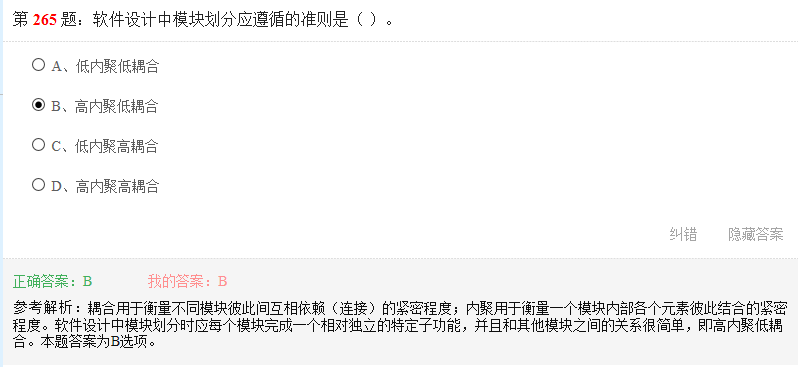 第 265 题：软件设计中模块划分应遵循的准则是（ ）。
A、低内聚低耦合
B、高内聚低耦合
C、低内聚高耦合
D、高内聚高耦合
纠错 隐藏答案
正确答案：B 我的答案：B
参考解析：耦合用于衡量不同模块彼此间互相依赖（连接）的紧密程度；内聚用于衡量一个模块内部各个元素彼此结合的紧密
程度。软件设计中模块划分时应每个模块完成一个相对独立的特定子功能，并且和其他模块之间的关系很简单，即高内聚低耦
合。本题答案为B选项。